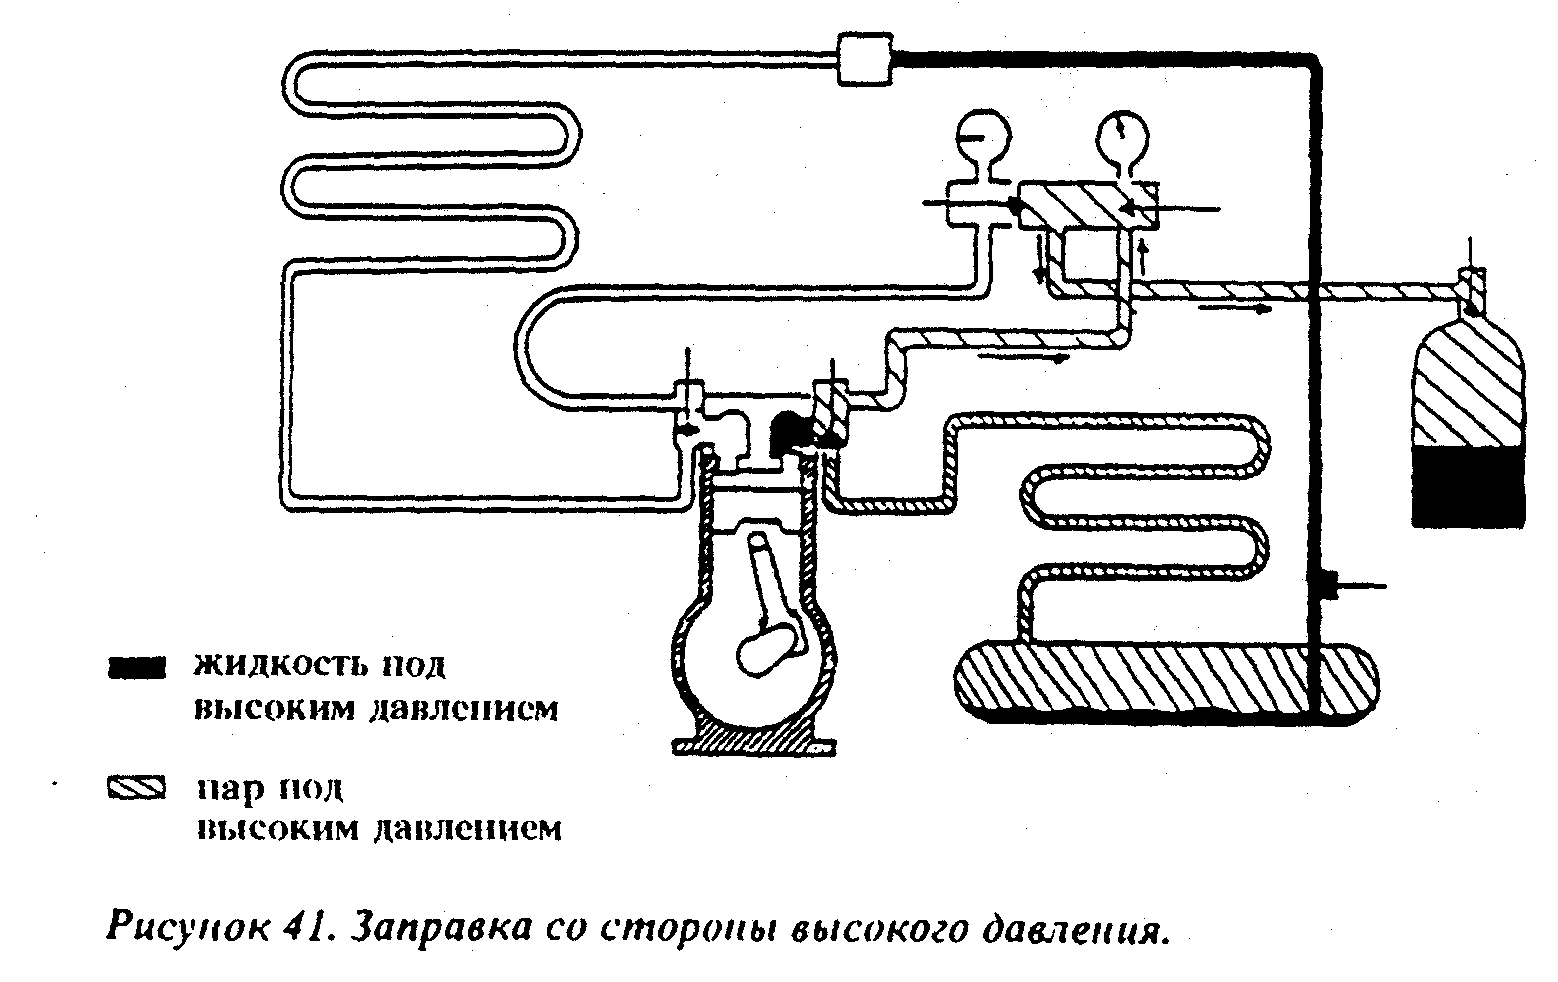 жидкость под
высоким давлением
пар под
высоким давлением
Рисунок 41. Заправка со стороны высокого давления.